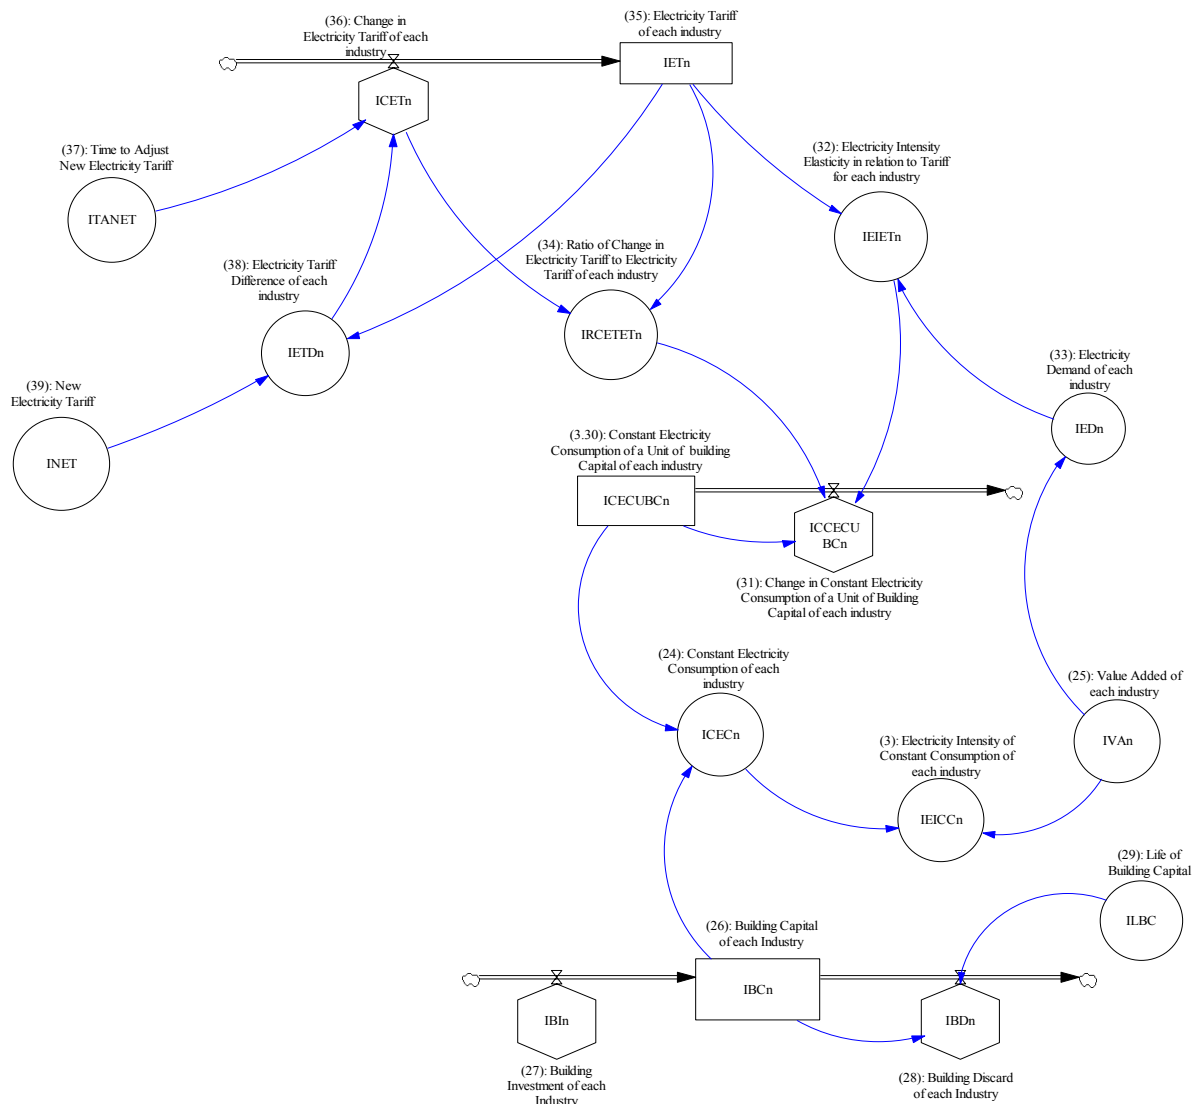 (36): Change in
Electricity Tariff of each
industry
(35): Electricity Tariff
of each industry
IETn
ICETn
(37): Time to Adjust
New Electricity Tariff
ITANET
(32): Electricity Intensity
Elasticity in relation to Tariff
for each industry
IEIETn
(34): Ratio of Change in
Electricity Tariff to Electricity
Tariff of each industry
IRCETETn
(38): Electricity Tariff
Difference of each
industry
IETDn
(39): New
Electricity Tariff
INET
(33): Electricity
Demand of each
industry
IEDn
(3.30): Constant Electricity
Consumption of a Unit of building
Capital of each industry
ICECUBCn
ICCECU
BCn
(31): Change in Constant Electricity
Consumption of a Unit of Building
Capital of each industry
(24): Constant Electricity
Consumption of each
industry
ICECn
(25): Value Added of
each industry
IVAn
(3): Electricity Intensity of
Constant Consumption of
each industry
IEICCn
(29): Life of
Building Capital
ILBC
(26): Building Capital
of each Industry
IBCn
IBIn
(27): Building
Investment of each
Industry
IBDn
(28): Building Discard
of each Industry